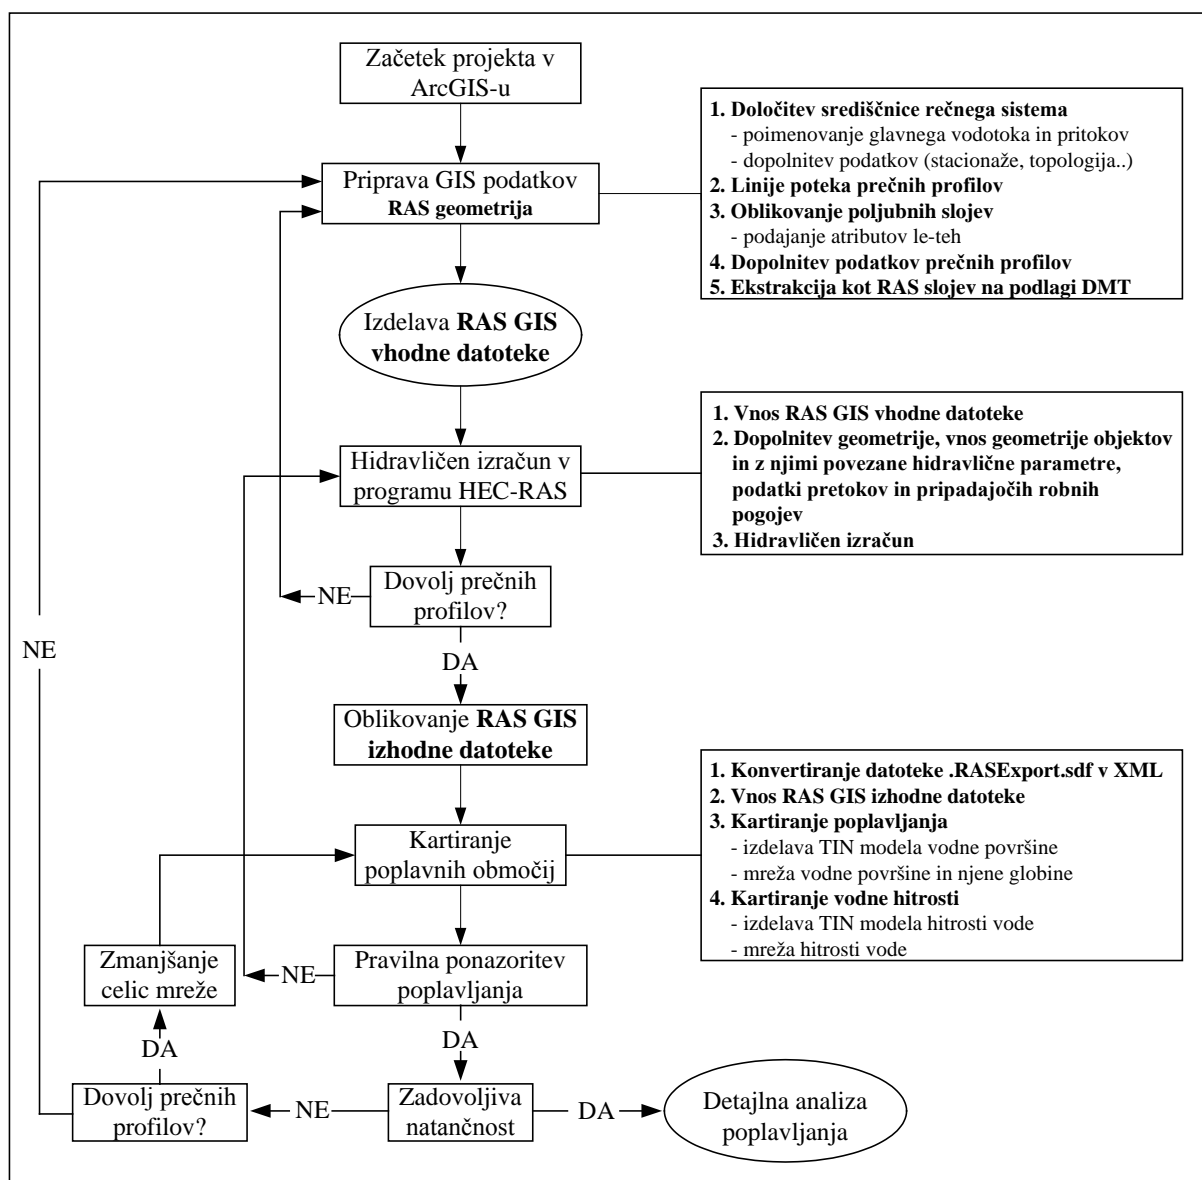 Začetek projekta v
ArcGIS-u
Priprava GIS podatkov
RAS geometrija
1. Določitev središčnice rečnega sistema
- poimenovanje glavnega vodotoka in pritokov
- dopolnitev podatkov (stacionaže, topologija..)
2. Linije poteka prečnih profilov
3. Oblikovanje poljubnih slojev
- podajanje atributov le-teh
4. Dopolnitev podatkov prečnih profilov
5. Ekstrakcija kot RAS slojev na podlagi DMT
Izdelava RAS GIS
vhodne datoteke
Hidravličen izračun v
programu HEC-RAS
1. Vnos RAS GIS vhodne datoteke
2. Dopolnitev geometrije, vnos geometrije objektov
in z njimi povezane hidravlične parametre,
podatki pretokov in pripadajočih robnih
pogojev
3. Hidravličen izračun
Dovolj prečnih
profilov?
NE
NE
DA
Oblikovanje RAS GIS
izhodne datoteke
Kartiranje
poplavnih območij
1. Konvertiranje datoteke .RASExport.sdf v XML
2. Vnos RAS GIS izhodne datoteke
3. Kartiranje poplavljanja
- izdelava TIN modela vodne površine
- mreža vodne površine in njene globine
4. Kartiranje vodne hitrosti
- izdelava TIN modela hitrosti vode
- mreža hitrosti vode
Zmanjšanje
celic mreže
NE
Pravilna ponazoritev
poplavljanja
DA
DA
Dovolj prečnih
profilov?
NE
Zadovoljiva
natančnost
DA
Detajlna analiza
poplavljanja